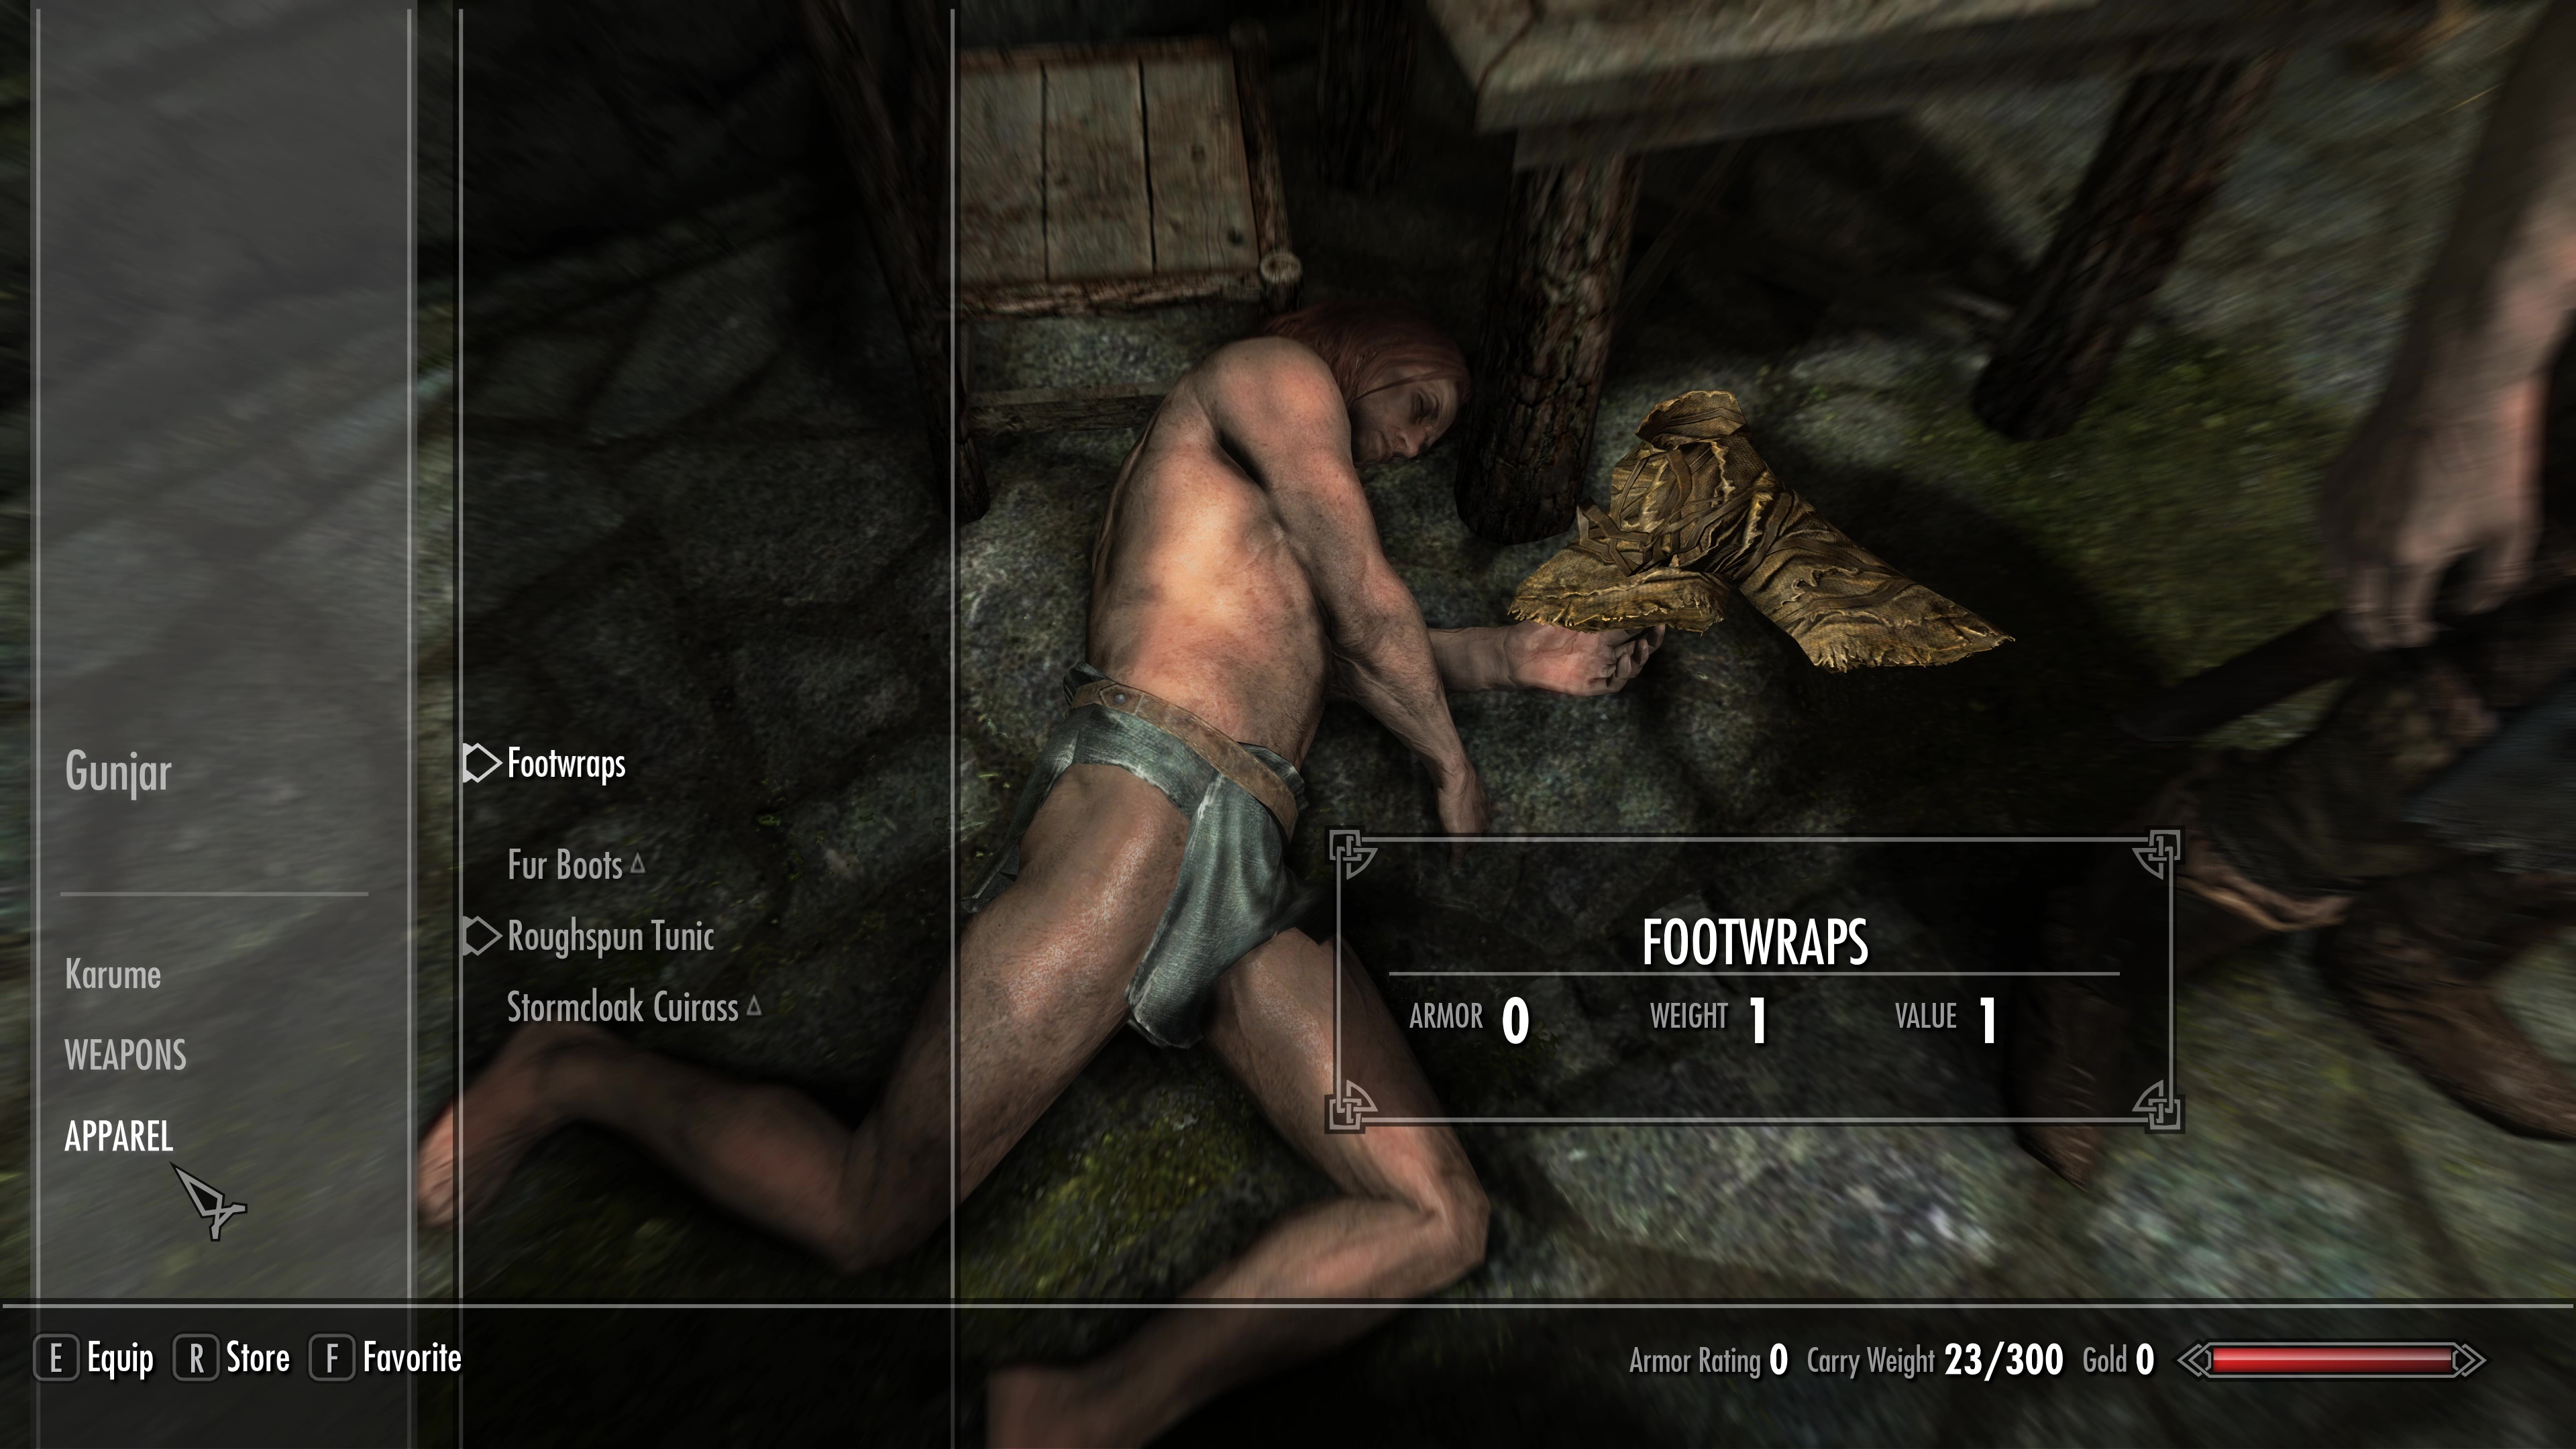 Gunjar
Karume
WEAPONS
APPAREL
Footwraps
Fur Boots
Roughspun Tunic
Stormcloak Cuirass
FOOTWRAPS
ARMOR 0 WEIGHT 1 VALUE 1
E Equip R Store F Favorite
Armor Rating 0 Carry Weight 23/300 Gold 0